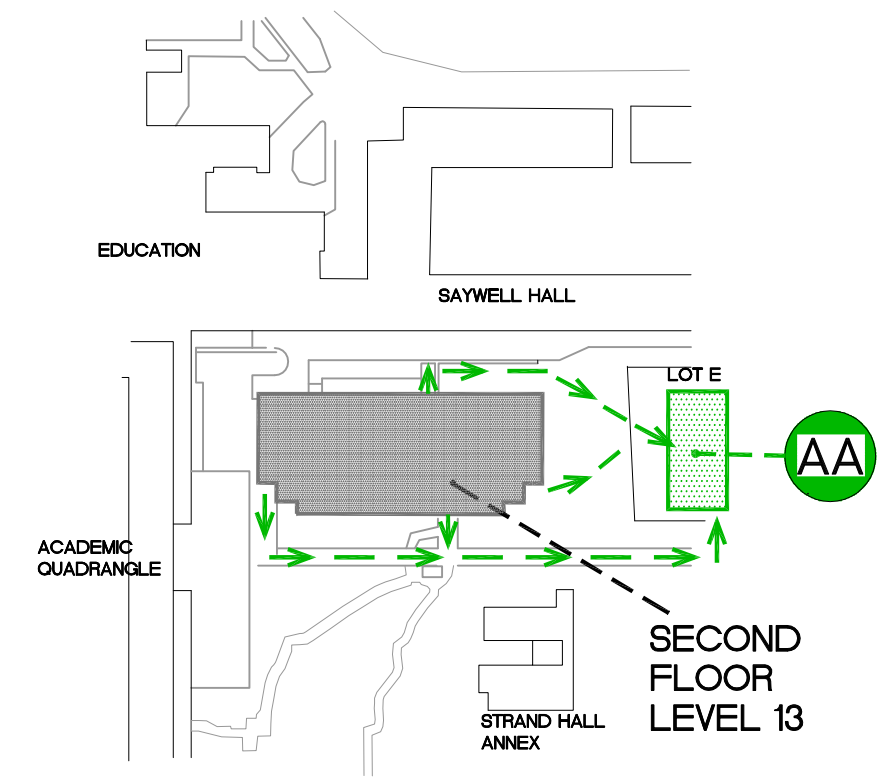 EDUCATION
SAYWELL HALL
LOT E
AA
ACADEMIC
QUADRANGLE
SECOND
FLOOR
LEVEL 13
STRAND HALL
ANNEX